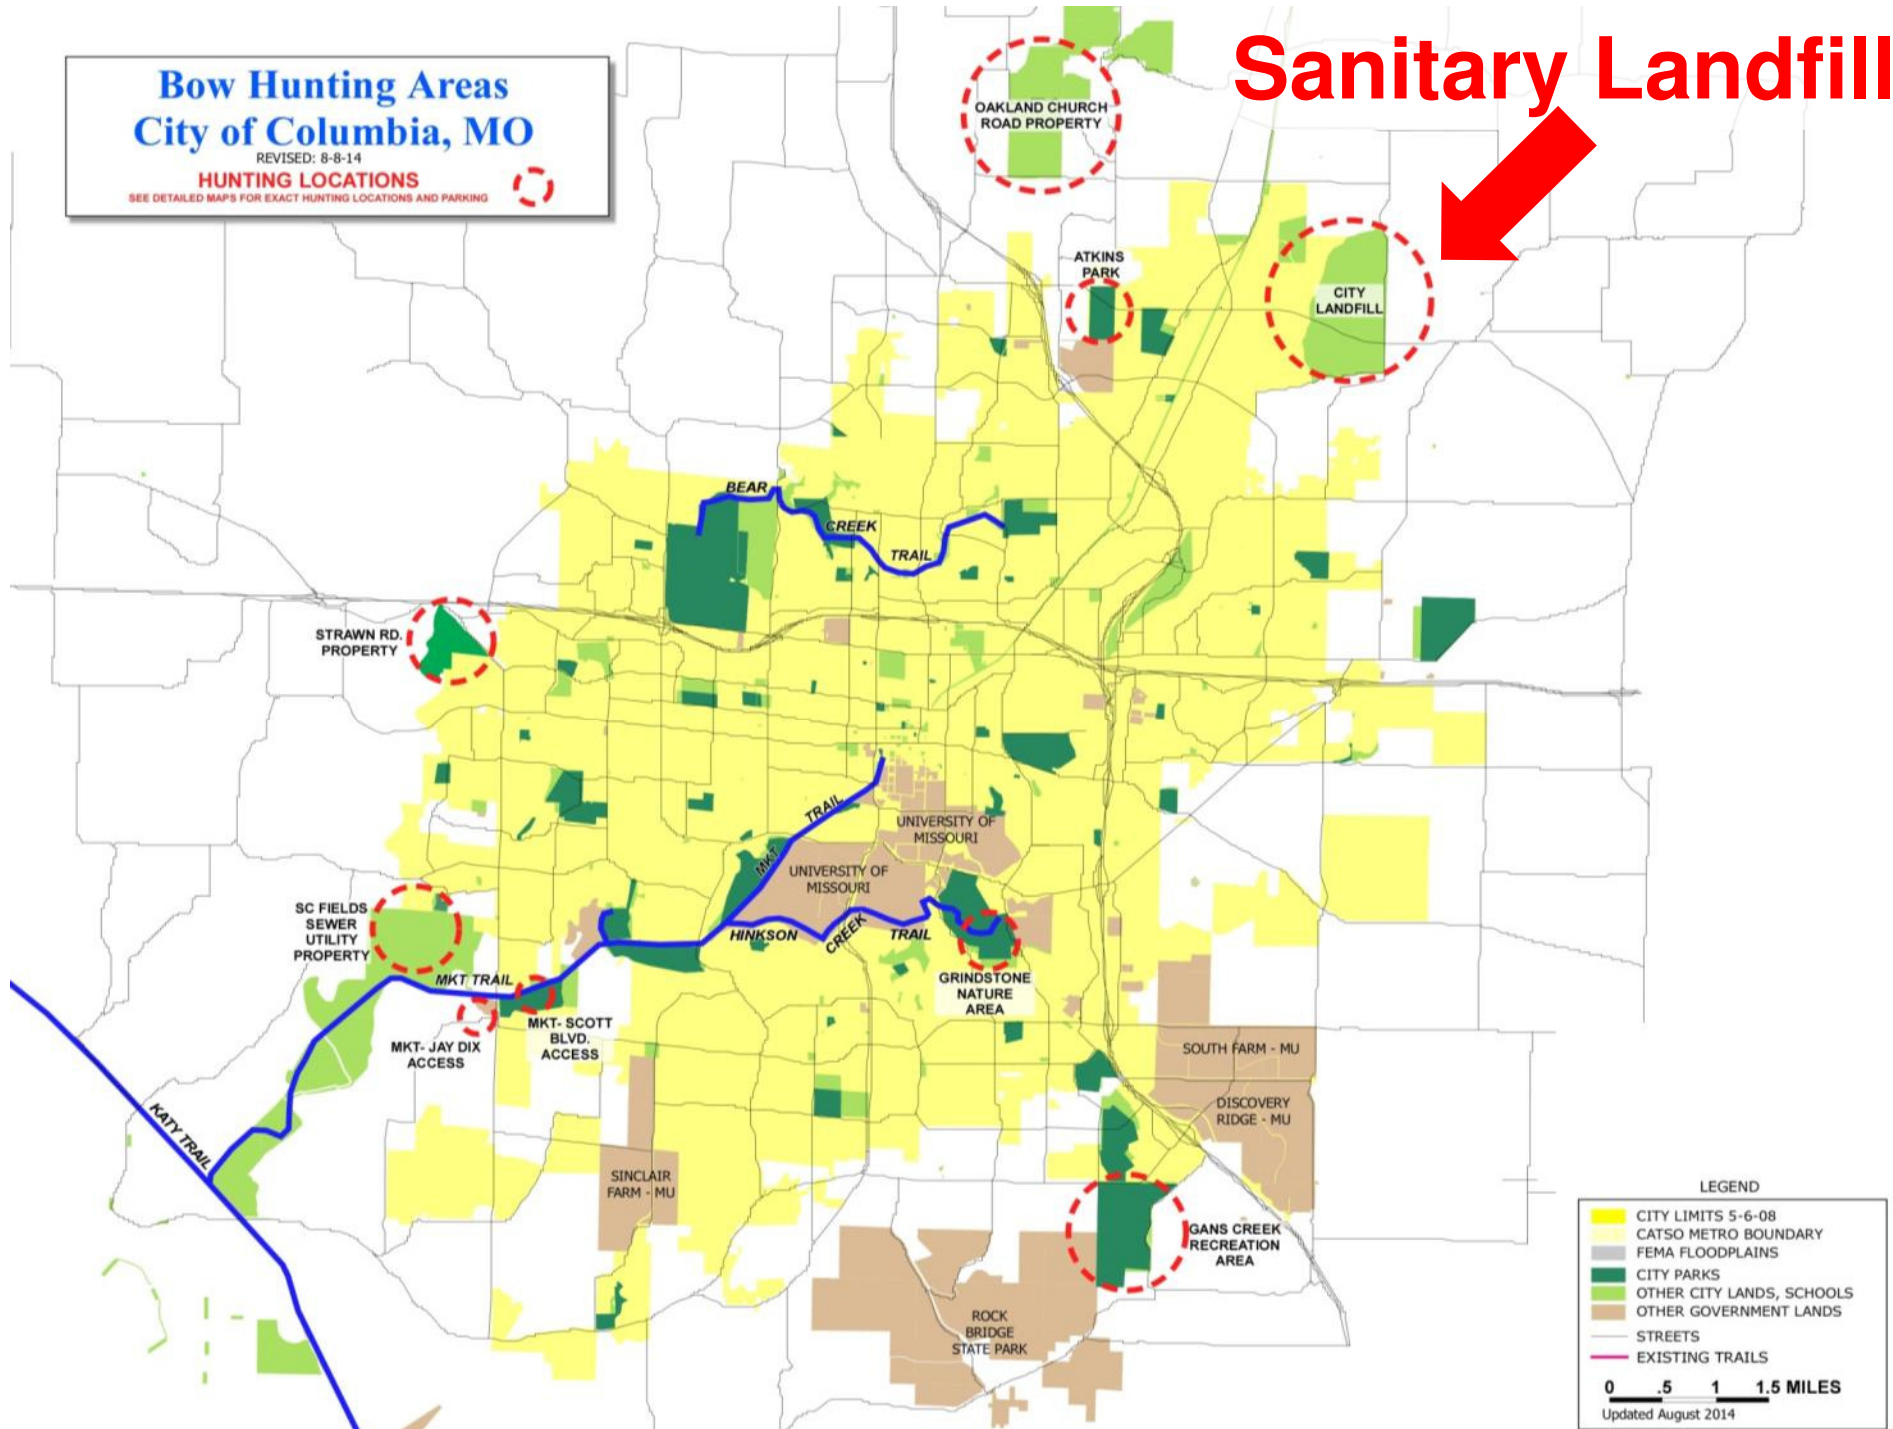 Sanitary Landfill
Bow Hunting Areas
City of Columbia, MO
REVISED: 8-8-14
HUNTING LOCATIONS
SEE DETAILED MAPS FOR EXACT HUNTING LOCATIONS AND PARKING
OAKLAND CHURCH
ROAD PROPERTY
ATKINS
PARK
CITY
LANDFILL
BEAR
CREEK
TRAIL
STRAWN RD.
PROPERTY
TRAIL
MKT
UNIVERSITY OF
MISSOURI
UNIVERSITY OF
MISSOURI
SC FIELDS
SEWER
UTILITY
PROPERTY
HINKSON
CREEK
TRAIL
MKT TRAIL
GRINDSTONE
NATURE
AREA
MKT- SCOTT
BLVD.
ACCESS
MKT- JAY DIX
ACCESS
SOUTH FARM - MU
DISCOVERY
RIDGE - MU
KATY TRAIL
SINCLAIR
FARM - MU
GANS CREEK
RECREATION
AREA
ROCK
BRIDGE
STATE PARK
LEGEND
CITY LIMITS 5-6-08
CATSO METRO BOUNDARY
FEMA FLOODPLAINS
CITY PARKS
OTHER CITY LANDS, SCHOOLS
OTHER GOVERNMENT LANDS
STREETS
EXISTING TRAILS
0 .5 1 1.5 MILES
Updated August 2014